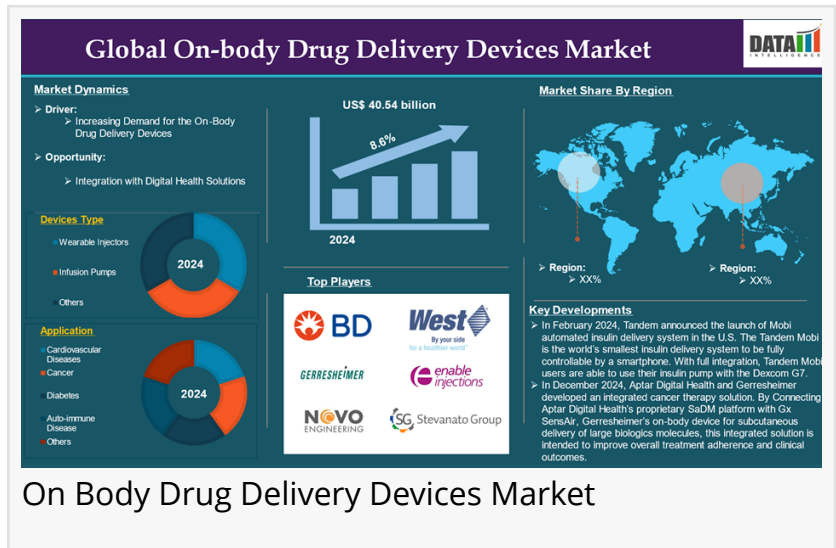 Global On-body Drug Delivery Devices Market
DATA
INTELLIGENCE
Market Dynamics
Driver:
Increasing Demand for the On-Body
Drug Delivery Devices
Opportunity:
Integration with Digital Health Solutions
Devices Type
Wearable Injectors
Infusion Pumps
Others
2024
Application
Cardiovascular
Diseases
Cancer
Diabetes
Auto-immune
Disease
Others
2024
US$ 40.54 billion
8.6%
2024
Top Players
BD
West
By your side
for a healthier world™
GERRESHEIMER
enable
injections
NOVO
ENGINEERING
SG Stevanato Group
Market Share By Region
Region:
XX%
Region:
XX%
Key Developments
In February 2024, Tandem announced the launch of Mobi
automated insulin delivery system in the U.S. The Tandem Mobi
is the world's smallest insulin delivery system to be fully
controllable by a smartphone. With full integration, Tandem Mobi
users are able to use their insulin pump with the Dexcom G7.
In December 2024, Aptar Digital Health and Gerresheimer
developed an integrated cancer therapy solution. By Connecting
Aptar Digital Health's proprietary SaDM platform with Gx
SensAir, Gerresheimer's on-body device for subcutaneous
delivery of large biologics molecules, this integrated solution is
intended to improve overall treatment adherence and clinical
outcomes.
On Body Drug Delivery Devices Market